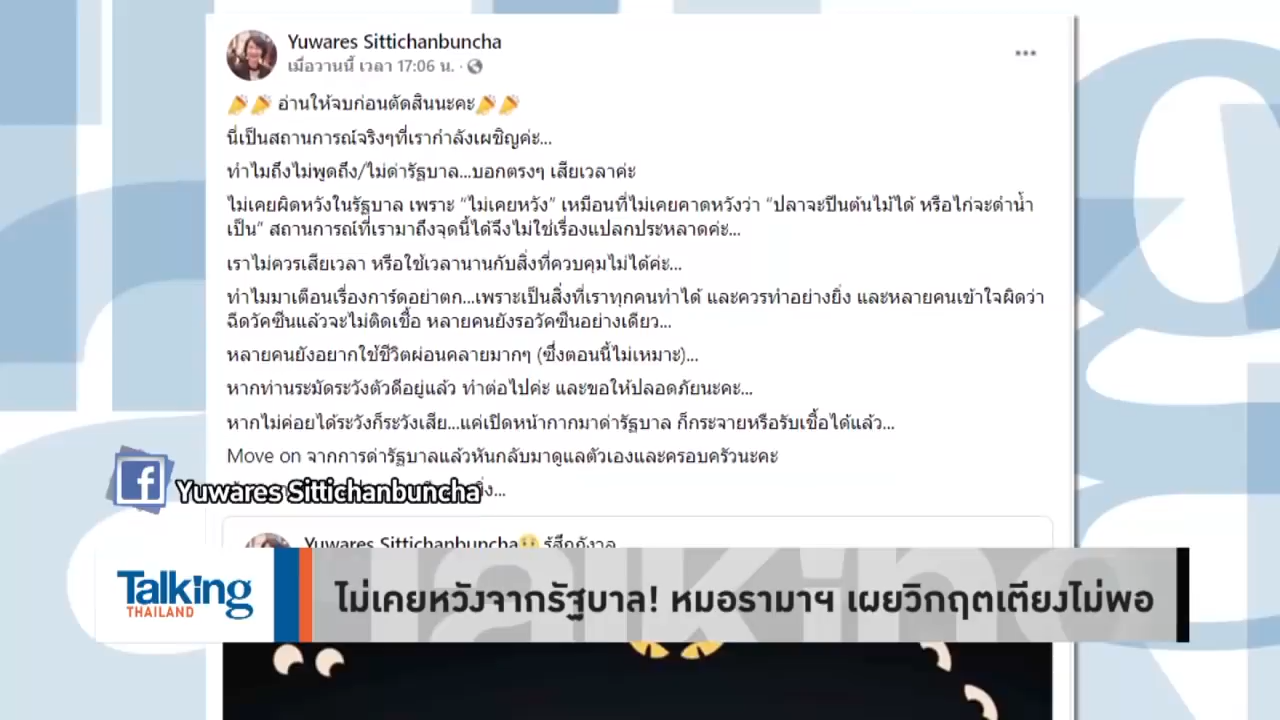 Yuwares Sittichanbuncha
เมื่อวานนี้ เวลา 17:06 น. ·
อ่านให้จบก่อนตัดสินนะคะ
นี่เป็นสถานการณ์จริงๆที่เรากำลังเผชิญค่ะ...
ทำไมถึงไม่พูดถึง/ไม่ด่ารัฐบาล...บอกตรงๆ เสียเวลาค่ะ
ไม่เคยผิดหวังในรัฐบาล เพราะ “ไม่เคยหวัง” เหมือนที่ไม่เคยคาดหวังว่า “ปลาจะปีนต้นไม้ได้ หรือไก่จะดำน้ำ
เป็น” สถานการณ์ที่เรามาถึงจุดนี้ได้จึงไม่ใช่เรื่องแปลกประหลาดค่ะ...
เราไม่ควรเสียเวลา หรือใช้เวลานานกับสิ่งที่ควบคุมไม่ได้ค่ะ...
ทำไมมาเตือนเรื่องการ์ดอย่าตก...เพราะเป็นสิ่งที่เราทุกคนทำได้ และควรทำอย่างยิ่ง และหลายคนเข้าใจผิดว่า
ฉีดวัคซีนแล้วจะไม่ติดเชื้อ หลายคนยังรอวัคซีนอย่างเดียว...
หลายคนยังอยากใช้ชีวิตผ่อนคลายมากๆ (ซึ่งตอนนี้ไม่เหมาะ)...
หากท่านระมัดระวังตัวดีอยู่แล้ว ทำต่อไปค่ะ และขอให้ปลอดภัยนะคะ...
หากไม่ค่อยได้ระวังก็ระวังเสีย...แค่เปิดหน้ากากมาด่ารัฐบาล ก็กระจายหรือรับเชื้อได้แล้ว...
Move on จากการด่ารัฐบาลแล้วหันกลับมาดูแลตัวเองและครอบครัวนะคะ
f Yuwares Sittichanbuncha
Yuwares Sittichanbuncha รู้สึกกังวล
Talking
THAILAND
ไม่เคยหวังจากรัฐบาล! หมอรามาฯ เผยวิกฤตเตียงไม่พอ